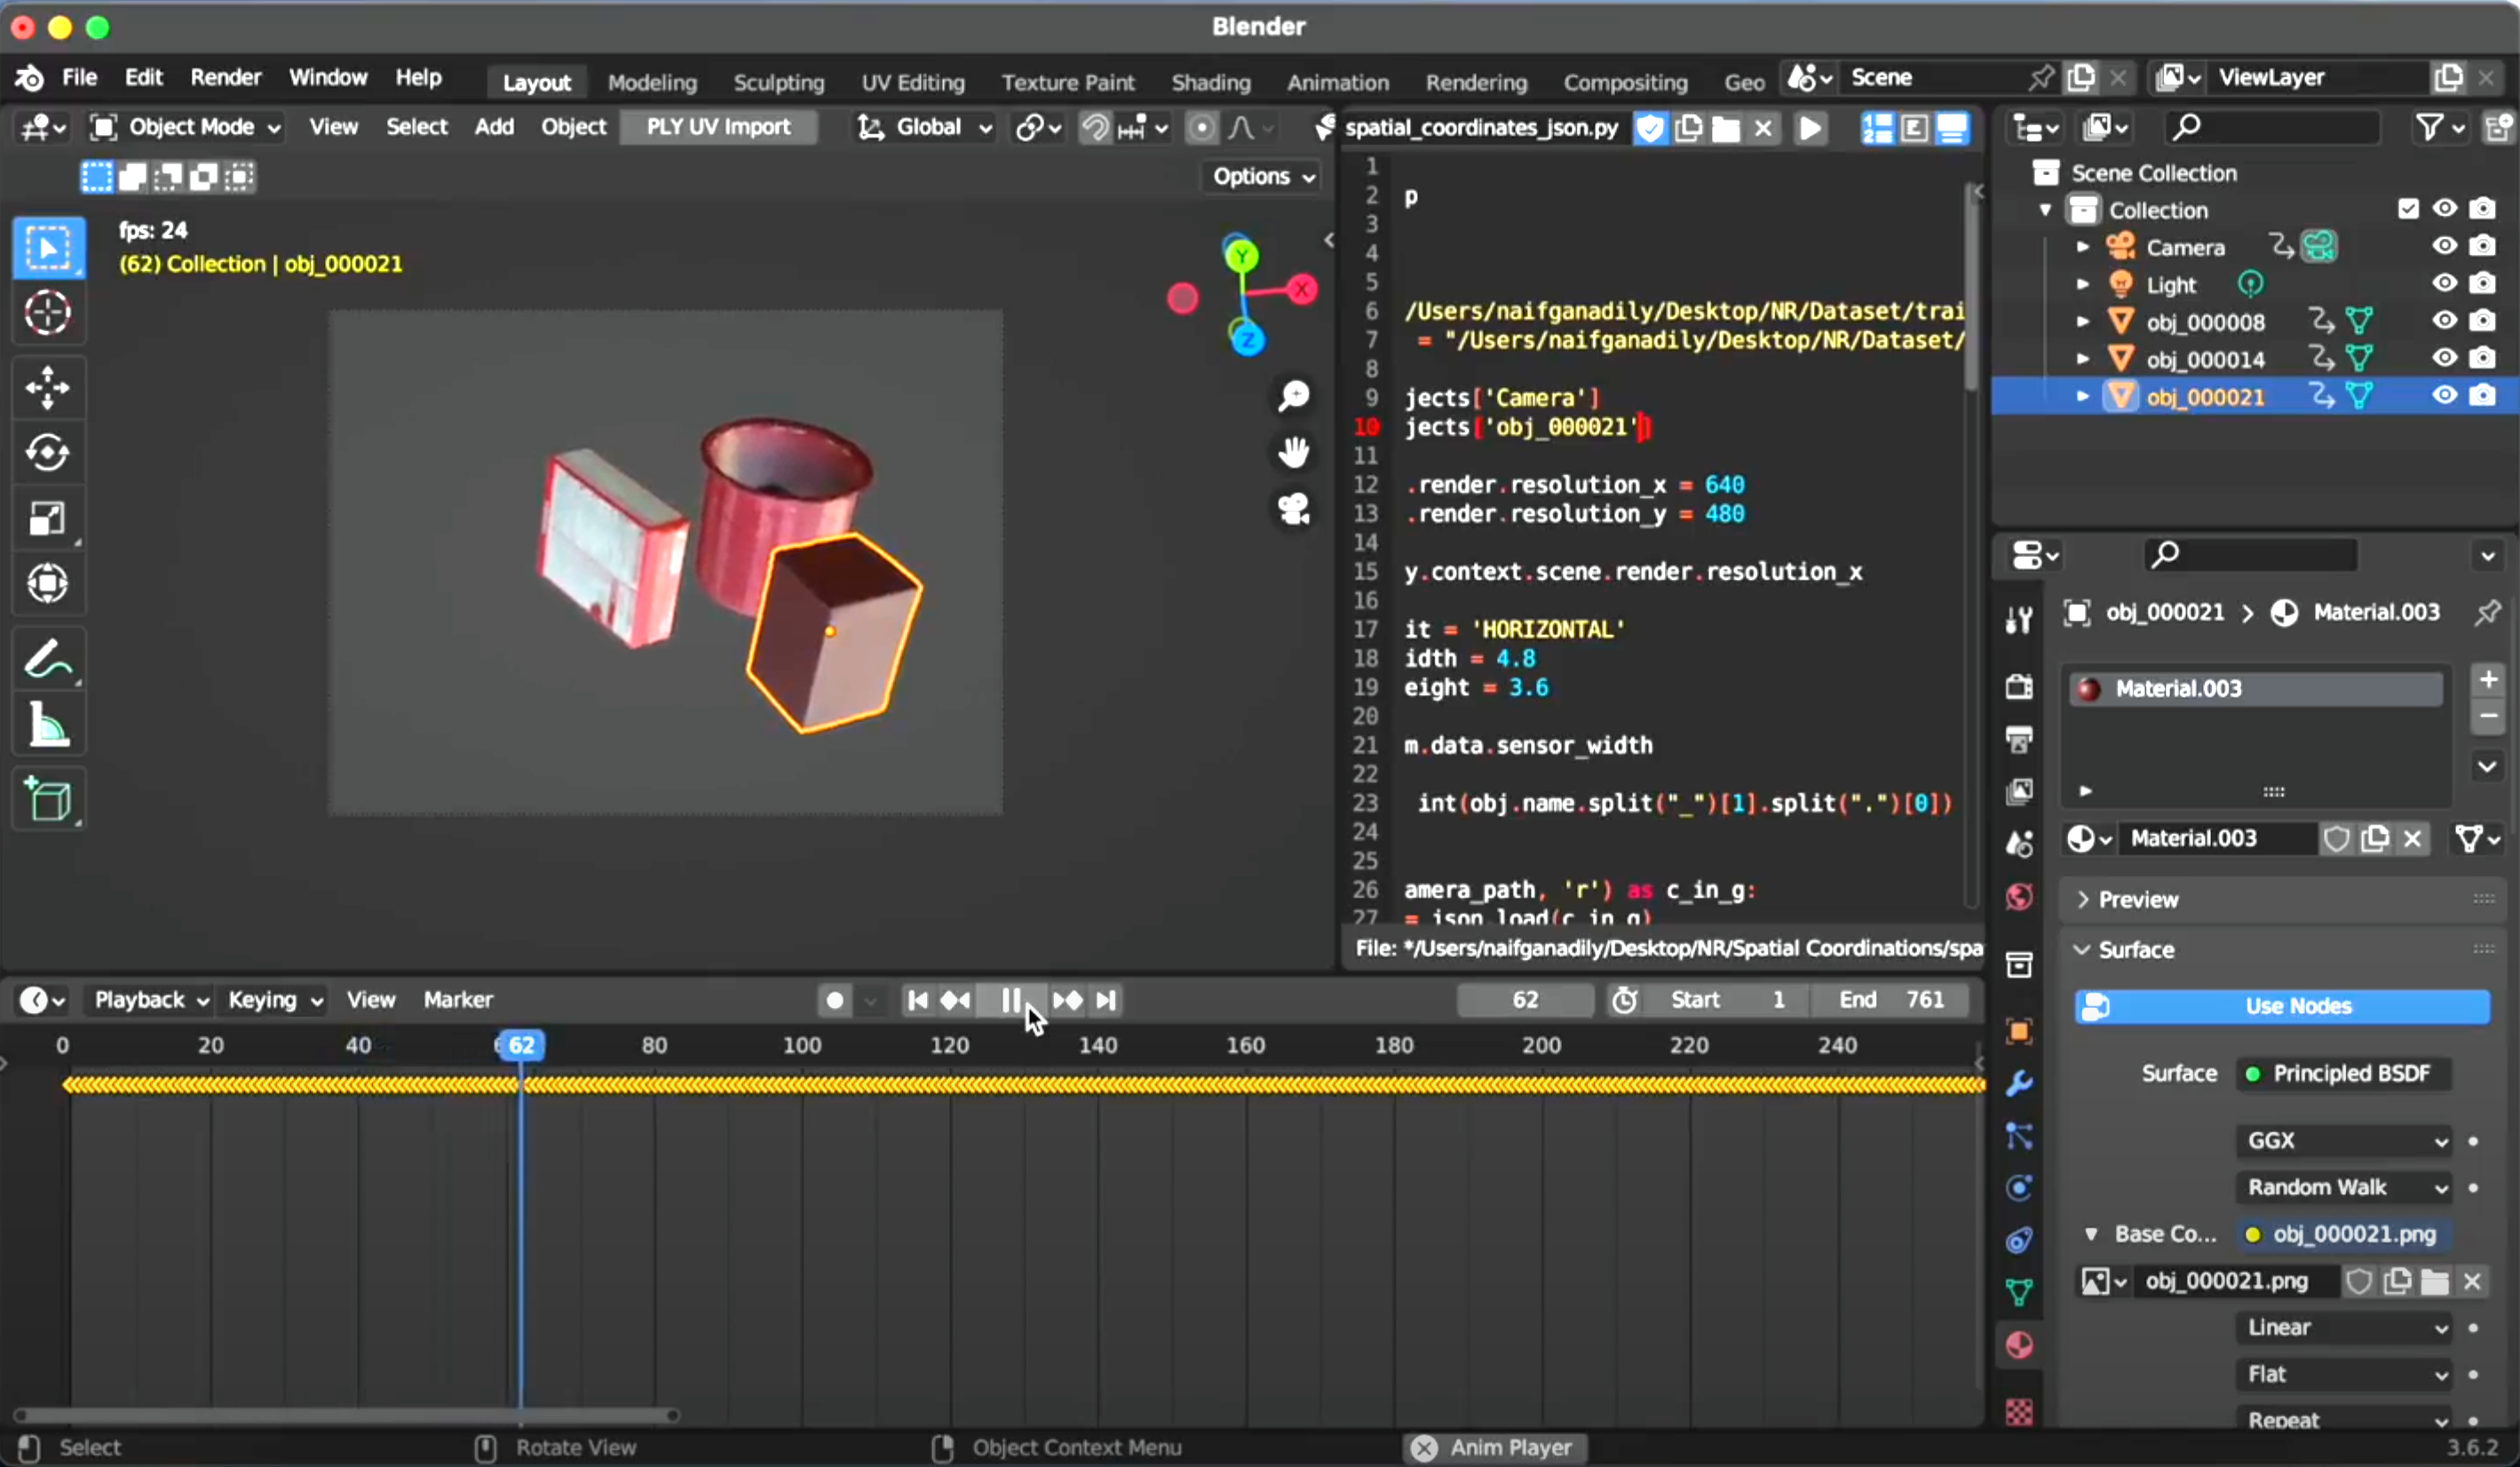 Blender
File Edit Render Window Help Layout Modeling Sculpting UV Editing Texture Paint Shading Animation Rendering Compositing Geo Scene ViewLayer
Object Mode View Select Add Object PLY UV Import Global
Options
fps: 24
(62) Collection | obj_000021
Y
X
Z
spatial_coordinates_json.py
1
2 p
3
4
5
6 /Users/naifganadily/Desktop/NR/Dataset/trai
7 = "/Users/naifganadily/Desktop/NR/Dataset/
8
9 jects['Camera']
10 jects['obj_000021']
11
12 .render.resolution_x = 640
13 .render.resolution_y = 480
14
15 y.context.scene.render.resolution_x
16
17 it = 'HORIZONTAL'
18 idth = 4.8
19 eight = 3.6
20
21 m.data.sensor_width
22
23 int(obj.name.split("_")[1].split(".")[0])
24
25
26 amera_path, 'r') as c_in_g:
27 = json.load(c_in_g)
File: */Users/naifganadily/Desktop/NR/Spatial Coordinations/spa
Scene Collection
Collection
Camera
Light
obj_000008
obj_000014
obj_000021
obj_000021 > Material.003
Material.003
Material.003
Preview
Surface
Use Nodes
Surface Principled BSDF
GGX
Random Walk
Base Co... obj_000021.png
obj_000021.png
Linear
Flat
Repeat
Playback Keying View Marker 62 Start 1 End 761
0 20 40 62 80 100 120 140 160 180 200 220 240
Select Rotate View Object Context Menu Anim Player 3.6.2